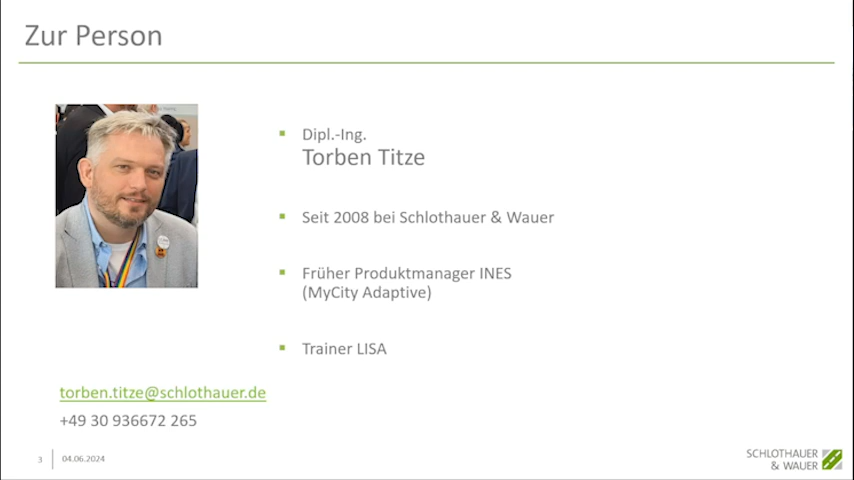 Zur Person
Dipl.-Ing.
Torben Titze
Seit 2008 bei Schlothauer & Wauer
Früher Produktmanager INES
(MyCity Adaptive)
Trainer LISA
torben.titze@schlothauer.de
+49 30 936672 265
3
04.06.2024
SCHLOTHAUER
& WAUER